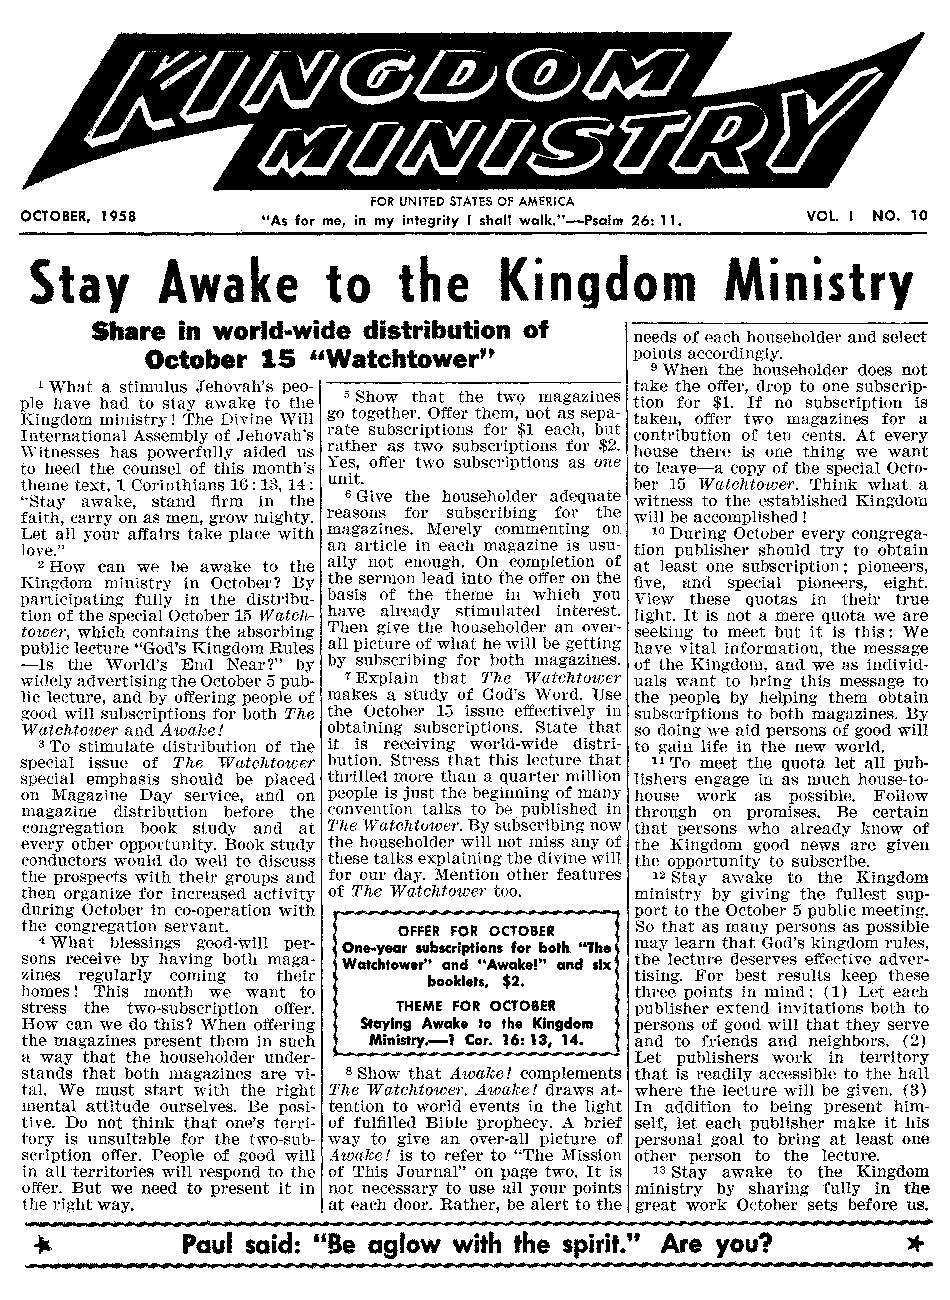 KINGDOM
MINISTRY
FOR UNITED STATES OF AMERICA
OCTOBER, 1958
"As for me, in my integrity I shall walk."—Psalm 26:11.
VOL. I NO. 10
Stay Awake to the Kingdom Ministry
Share in world-wide distribution of
October 15 "Watchtower"
¹ What a stimulus Jehovah's peo-
ple have had to stay awake to the
Kingdom ministry! The Divine Will
International Assembly of Jehovah's
Witnesses has powerfully aided us
to heed the counsel of this month's
theme text, 1 Corinthians 16:13, 14:
"Stay awake, stand firm in the
faith, carry on as men, grow mighty.
Let all your affairs take place with
love."
² How can we be awake to the
Kingdom ministry in October? By
participating fully in the distribu-
tion of the special October 15 Watch-
tower, which contains the absorbing
public lecture "God's Kingdom Rules
—Is the World's End Near?" by
widely advertising the October 5 pub-
lic lecture, and by offering people of
good will subscriptions for both The
Watchtower and Awake!
³ To stimulate distribution of the
special issue of The Watchtower
special emphasis should be placed
on Magazine Day service, and on
magazine distribution before the
congregation book study and at
every other opportunity. Book study
conductors would do well to discuss
the prospects with their groups and
then organize for increased activity
during October in co-operation with
the congregation servant.
⁴ What blessings good-will per-
sons receive by having both maga-
zines regularly coming to their
homes! This month we want to
stress the two-subscription offer.
How can we do this? When offering
the magazines present them in such
a way that the householder under-
stands that both magazines are vi-
tal. We must start with the right
mental attitude ourselves. Be posi-
tive. Do not think that one's terri-
tory is unsuitable for the two-sub-
scription offer. People of good will
in all territories will respond to the
offer. But we need to present it in
the right way.
⁵ Show that the two magazines
go together. Offer them, not as sepa-
rate subscriptions for $1 each, but
rather as two subscriptions for $2.
Yes, offer two subscriptions as one
unit.
⁶ Give the householder adequate
reasons for subscribing for the
magazines. Merely commenting on
an article in each magazine is usu-
ally not enough. On completion of
the sermon lead into the offer on the
basis of the theme in which you
have already stimulated interest.
Then give the householder an over-
all picture of what he will be getting
by subscribing for both magazines.
⁷ Explain that The Watchtower
makes a study of God's Word. Use
the October 15 issue effectively in
obtaining subscriptions. State that
it is receiving world-wide distri-
bution. Stress that this lecture that
thrilled more than a quarter million
people is just the beginning of many
convention talks to be published in
The Watchtower. By subscribing now
the householder will not miss any of
these talks explaining the divine will
for our day. Mention other features
of The Watchtower too.
OFFER FOR OCTOBER
One-year subscriptions for both "The
Watchtower" and "Awake!" and six
booklets, $2.
THEME FOR OCTOBER
Staying Awake to the Kingdom
Ministry.—1 Cor. 16:13, 14.
⁸ Show that Awake! complements
The Watchtower. Awake! draws at-
tention to world events in the light
of fulfilled Bible prophecy. A brief
way to give an over-all picture of
Awake! is to refer to "The Mission
of This Journal" on page two. It is
not necessary to use all your points
at each door. Rather, be alert to the
needs of each householder and select
points accordingly.
⁹ When the householder does not
take the offer, drop to one subscrip-
tion for $1. If no subscription is
taken, offer two magazines for a
contribution of ten cents. At every
house there is one thing we want
to leave—a copy of the special Octo-
ber 15 Watchtower. Think what a
witness to the established Kingdom
will be accomplished!
¹⁰ During October every congrega-
tion publisher should try to obtain
at least one subscription; pioneers,
five, and special pioneers, eight.
View these quotas in their true
light. It is not a mere quota we are
seeking to meet but it is this: We
have vital information, the message
of the Kingdom, and we as individ-
uals want to bring this message to
the people by helping them obtain
subscriptions to both magazines. By
so doing we aid persons of good will
to gain life in the new world.
¹¹ To meet the quota let all pub-
lishers engage in as much house-to-
house work as possible. Follow
through on promises. Be certain
that persons who already know of
the Kingdom good news are given
the opportunity to subscribe.
¹² Stay awake to the Kingdom
ministry by giving the fullest sup-
port to the October 5 public meeting.
So that as many persons as possible
may learn that God's kingdom rules,
the lecture deserves effective adver-
tising. For best results keep these
three points in mind: (1) Let each
publisher extend invitations both to
persons of good will that they serve
and to friends and neighbors. (2)
Let publishers work in territory
that is readily accessible to the hall
where the lecture will be given. (3)
In addition to being present him-
self, let each publisher make it his
personal goal to bring at least one
other person to the lecture.
¹³ Stay awake to the Kingdom
ministry by sharing fully in the
great work October sets before us.
★ Paul said: "Be aglow with the spirit." Are you? ★